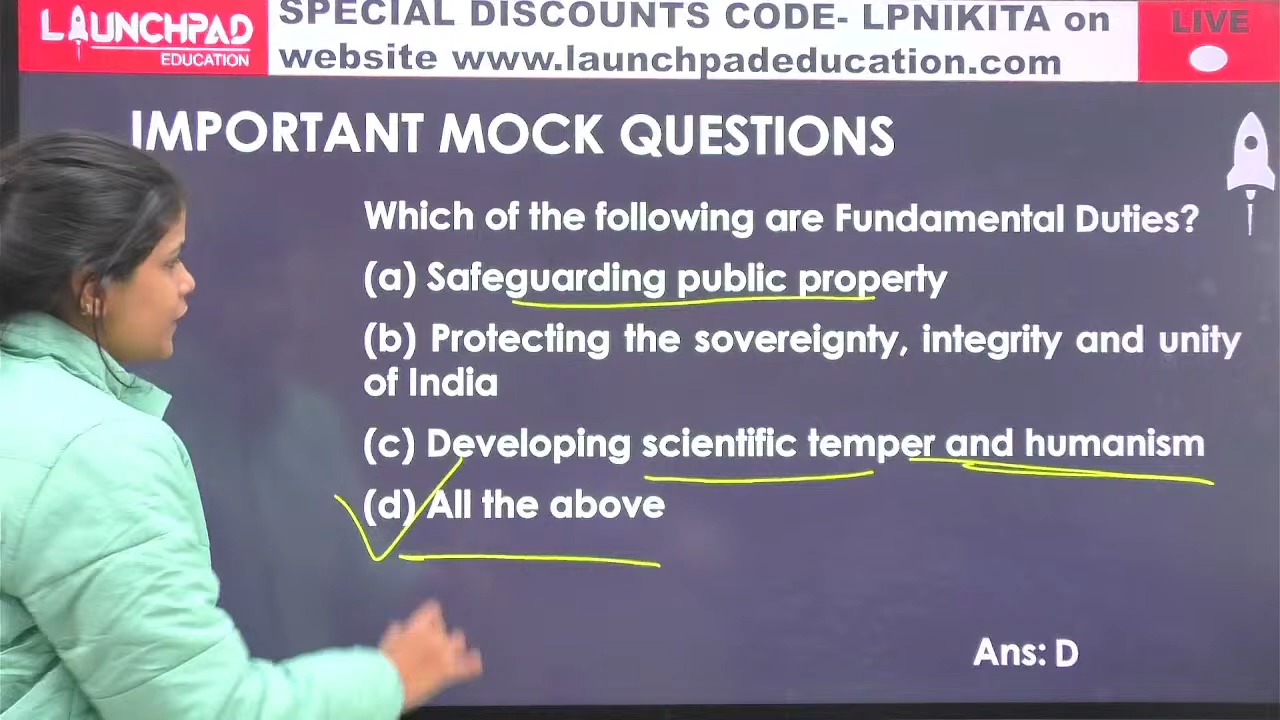 LAUNCHPAD
EDUCATION
SPECIAL DISCOUNTS CODE- LPNIKITA on
website www.launchpadeducation.com
LIVE
IMPORTANT MOCK QUESTIONS
Which of the following are Fundamental Duties?
(a) Safeguarding public property
(b) Protecting the sovereignty, integrity and unity
of India
(c) Developing scientific temper and humanism
(d) All the above
Ans: D